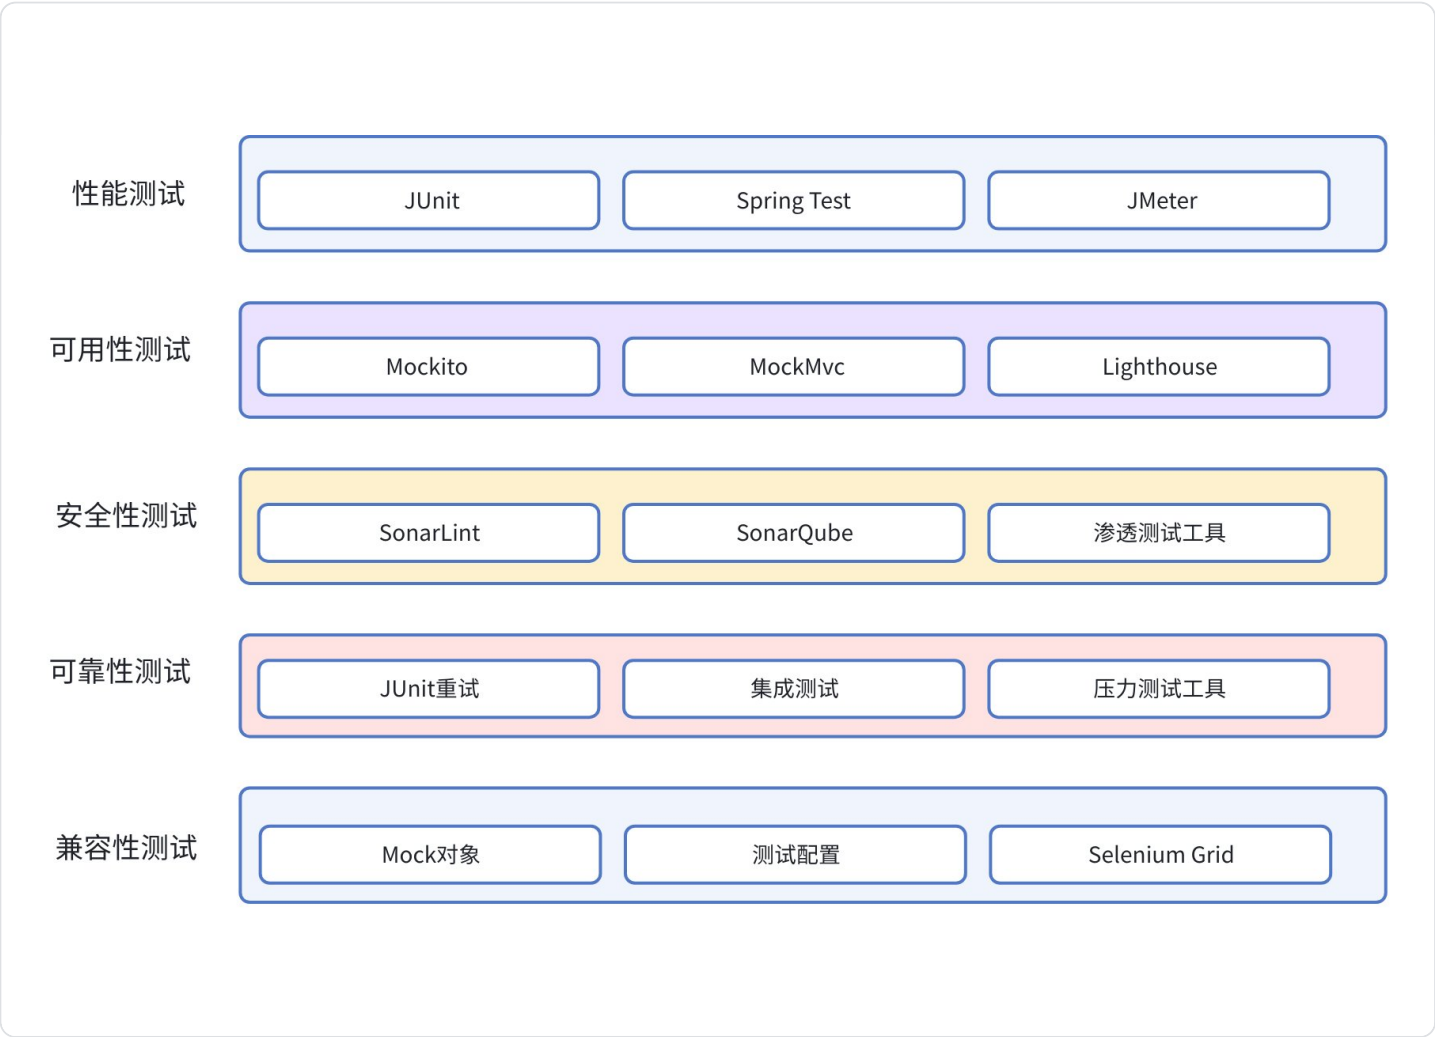 性能测试
JUnit
Spring Test
JMeter
可用性测试
Mockito
MockMvc
Lighthouse
安全性测试
SonarLint
SonarQube
渗透测试工具
可靠性测试
JUnit重试
集成测试
压力测试工具
兼容性测试
Mock对象
测试配置
Selenium Grid